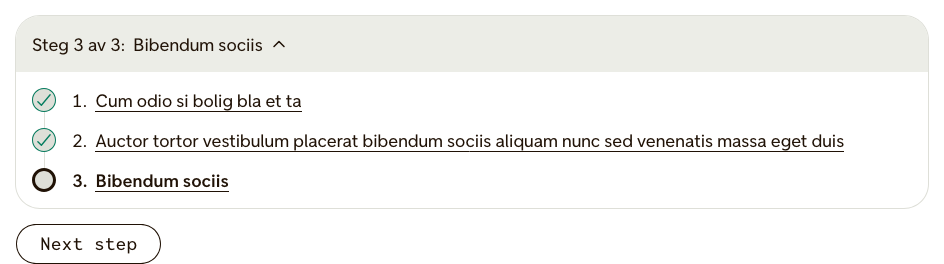 Steg 3 av 3: Bibendum sociis
1. Cum odio si bolig bla et ta
2. Auctor tortor vestibulum placerat bibendum sociis aliquam nunc sed venenatis massa eget duis
3. Bibendum sociis
Next step